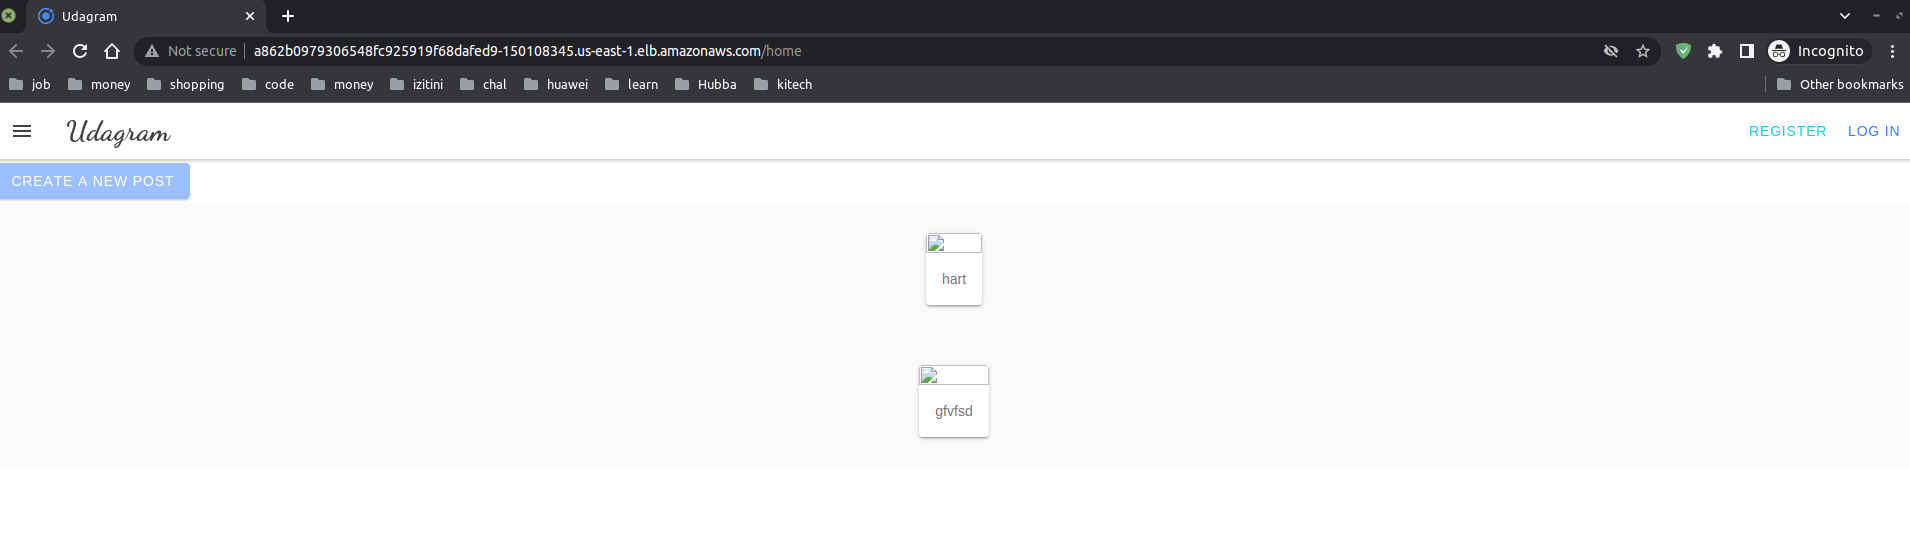 Udagram
Not secure a862b0979306548fc925919f68dafed9-150108345.us-east-1.elb.amazonaws.com/home Incognito
job money shopping code money izitini chal huawei learn Hubba kitech Other bookmarks
Udagram REGISTER LOG IN
CREATE A NEW POST
hart
gfvfsd